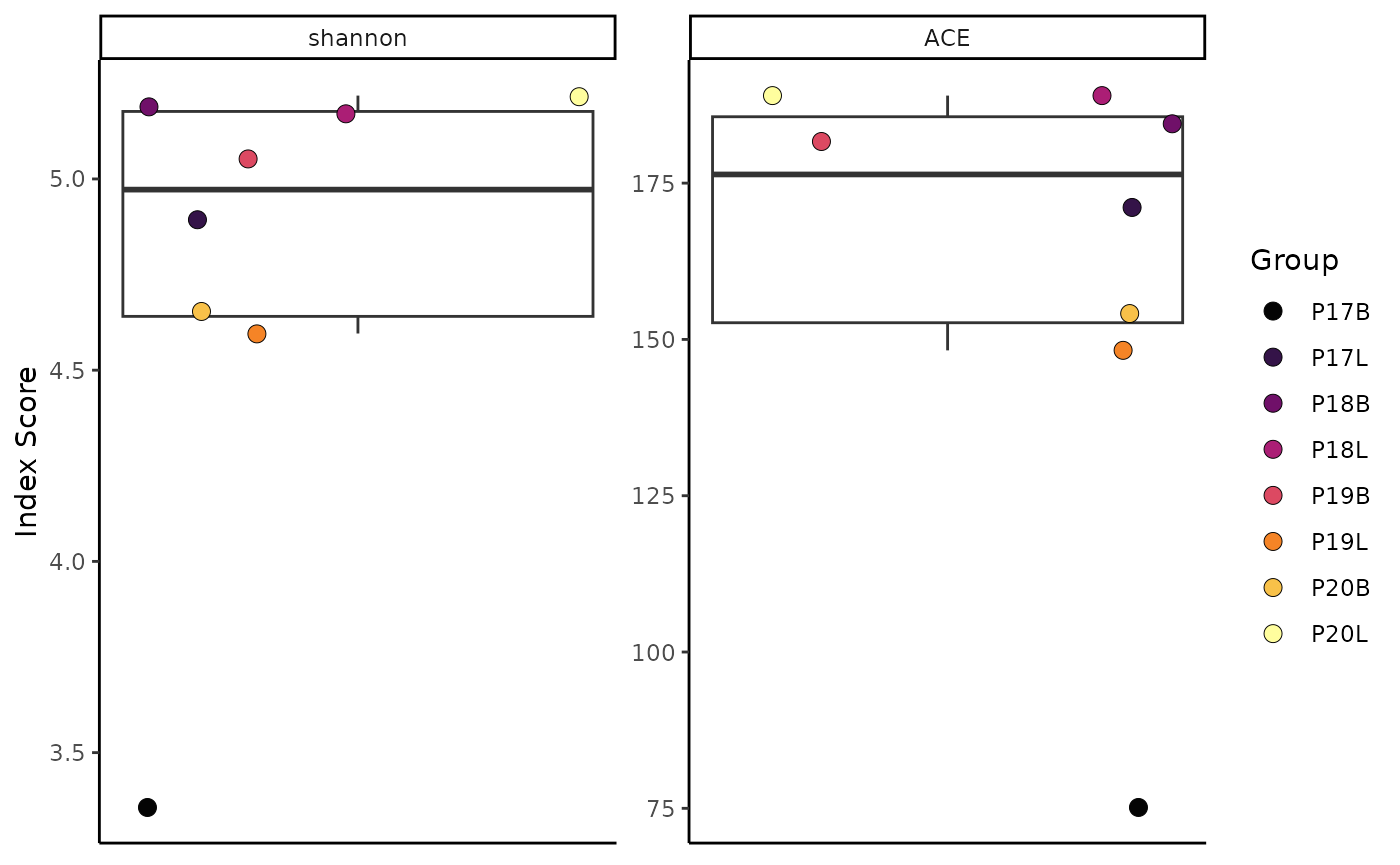 shannon
ACE
Index Score
5.0
4.5
4.0
3.5
175
150
125
100
75
Group
P17B
P17L
P18B
P18L
P19B
P19L
P20B
P20L